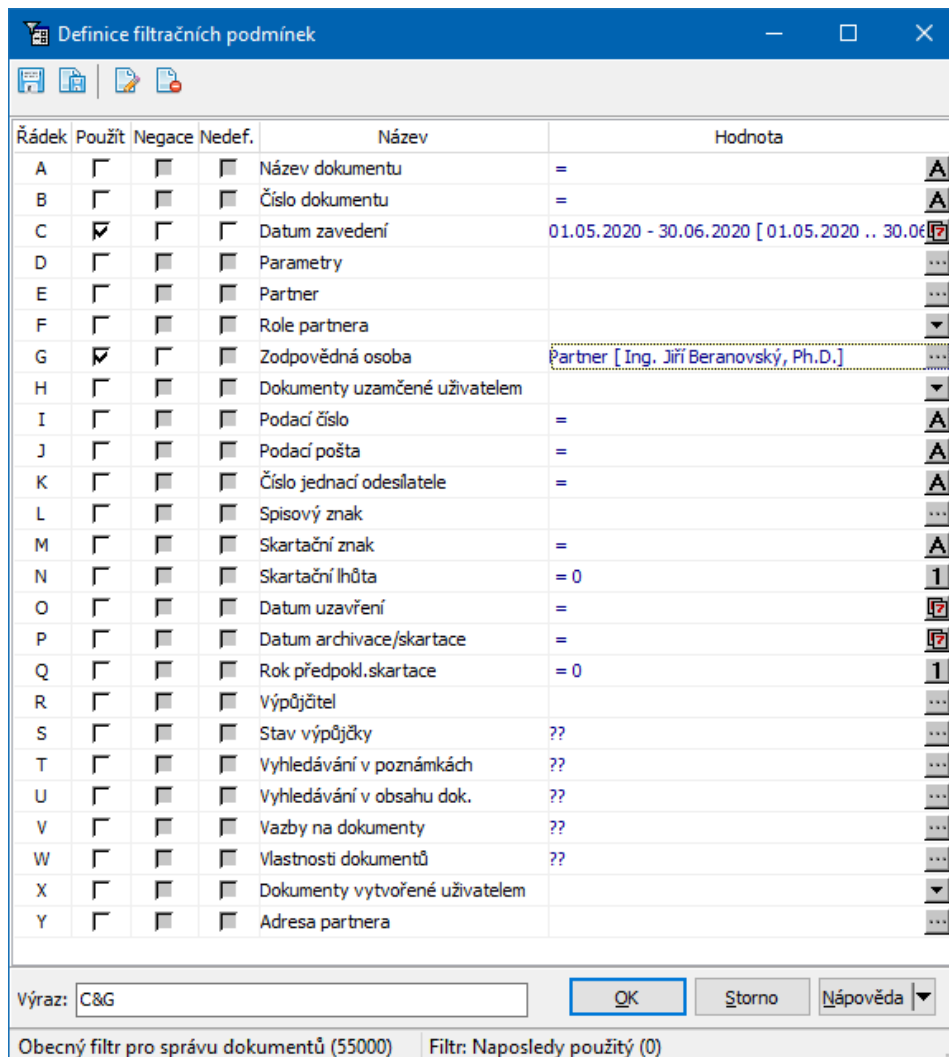 Definice filtračních podmínek
Řádek Použít Negace Nedef. Název Hodnota
A Název dokumentu =
B Číslo dokumentu =
C Datum zavedení 01.05.2020 - 30.06.2020 [ 01.05.2020 .. 30.06
D Parametry
E Partner
F Role partnera
G Zodpovědná osoba Partner [ Ing. Jiří Beranovský, Ph.D.]
H Dokumenty uzamčené uživatelem
I Podací číslo =
J Podací pošta =
K Číslo jednací odesílatele =
L Spisový znak
M Skartační znak =
N Skartační lhůta = 0
O Datum uzavření =
P Datum archivace/skartace =
Q Rok předpokl.skartace = 0
R Výpůjčitel
S Stav výpůjčky ??
T Vyhledávání v poznámkách ??
U Vyhledávání v obsahu dok. ??
V Vazby na dokumenty ??
W Vlastnosti dokumentů ??
X Dokumenty vytvořené uživatelem
Y Adresa partnera
Výraz: C&G OK Storno Nápověda
Obecný filtr pro správu dokumentů (55000) Filtr: Naposledy použitý (0)